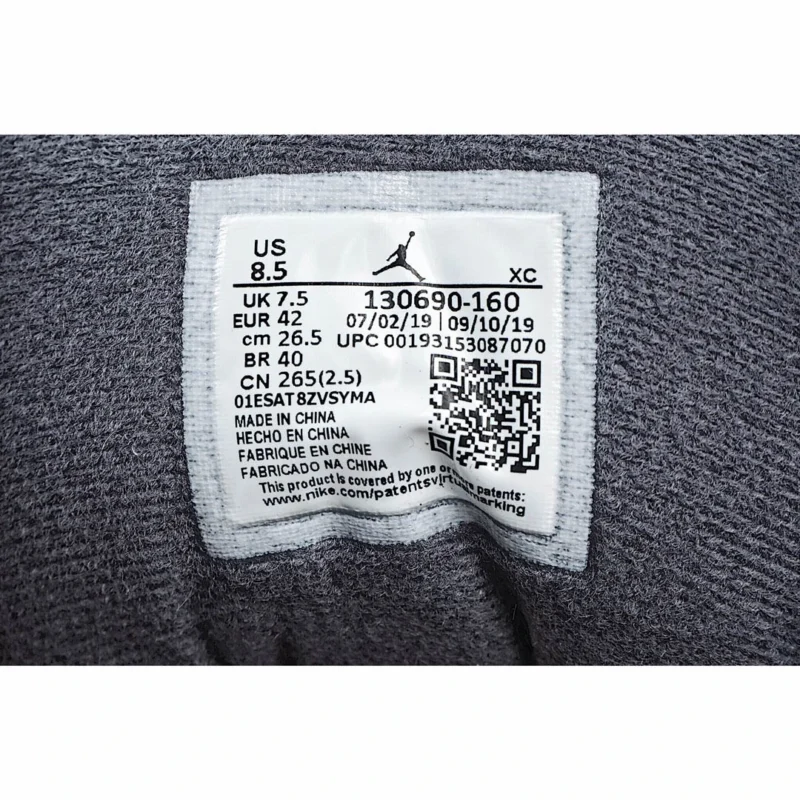 US
8.5
XC
UK 7.5
EUR 42
cm 26.5
BR 40
CN 265(2.5)
130690-160
07/02/19 | 09/10/19
UPC 00193153087070
01ESAT8ZVSYMA
MADE IN CHINA
HECHO EN CHINA
FABRIQUE EN CHINE
FABRICADO NA CHINA
This product is covered by one or more patents:
www.nike.com/patentsvirtualmarking